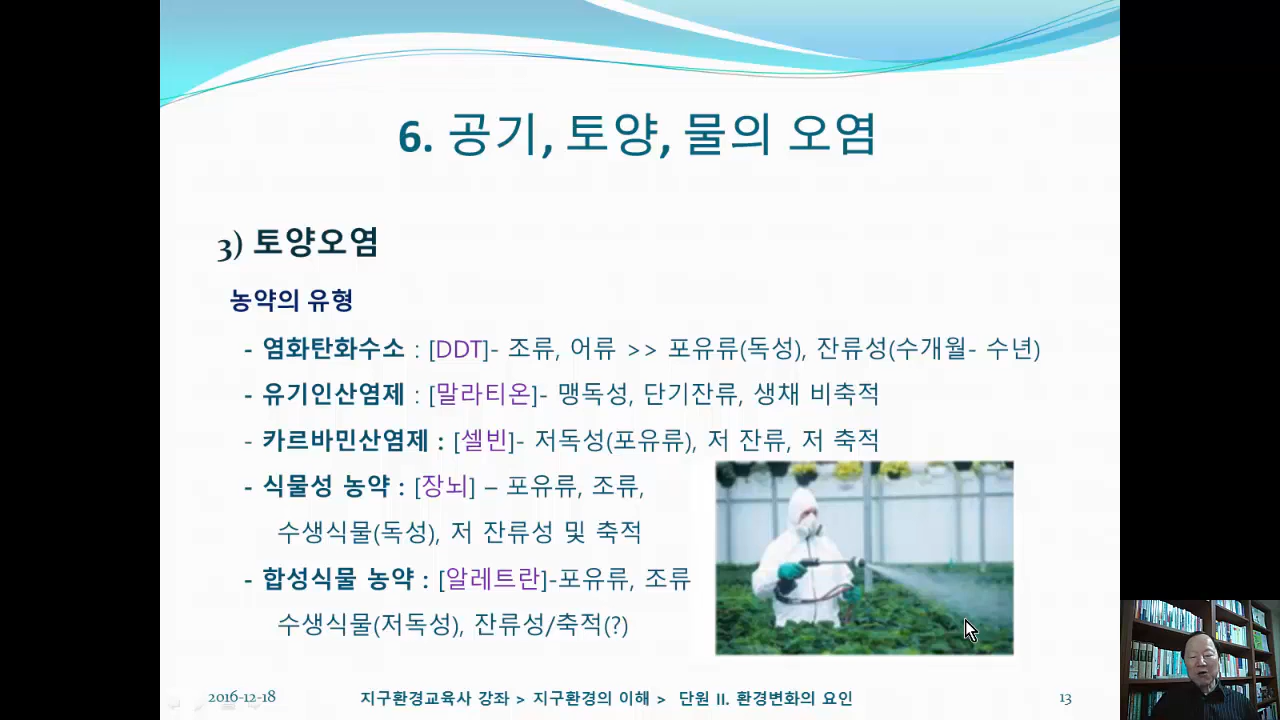 6. 공기, 토양, 물의 오염
3) 토양오염
농약의 유형
- 염화탄화수소 : [DDT]- 조류, 어류 >> 포유류(독성), 잔류성(수개월- 수년)
- 유기인산염제 : [말라티온]- 맹독성, 단기잔류, 생채 비축적
- 카르바민산염제 : [셀빈]- 저독성(포유류), 저 잔류, 저 축적
- 식물성 농약 : [장뇌] – 포유류, 조류,
수생식물(독성), 저 잔류성 및 축적
- 합성식물 농약 : [알레트란]-포유류, 조류
수생식물(저독성), 잔류성/축적(?)
2016-12-18 지구환경교육사 강좌 > 지구환경의 이해 > 단원 II. 환경변화의 요인 13